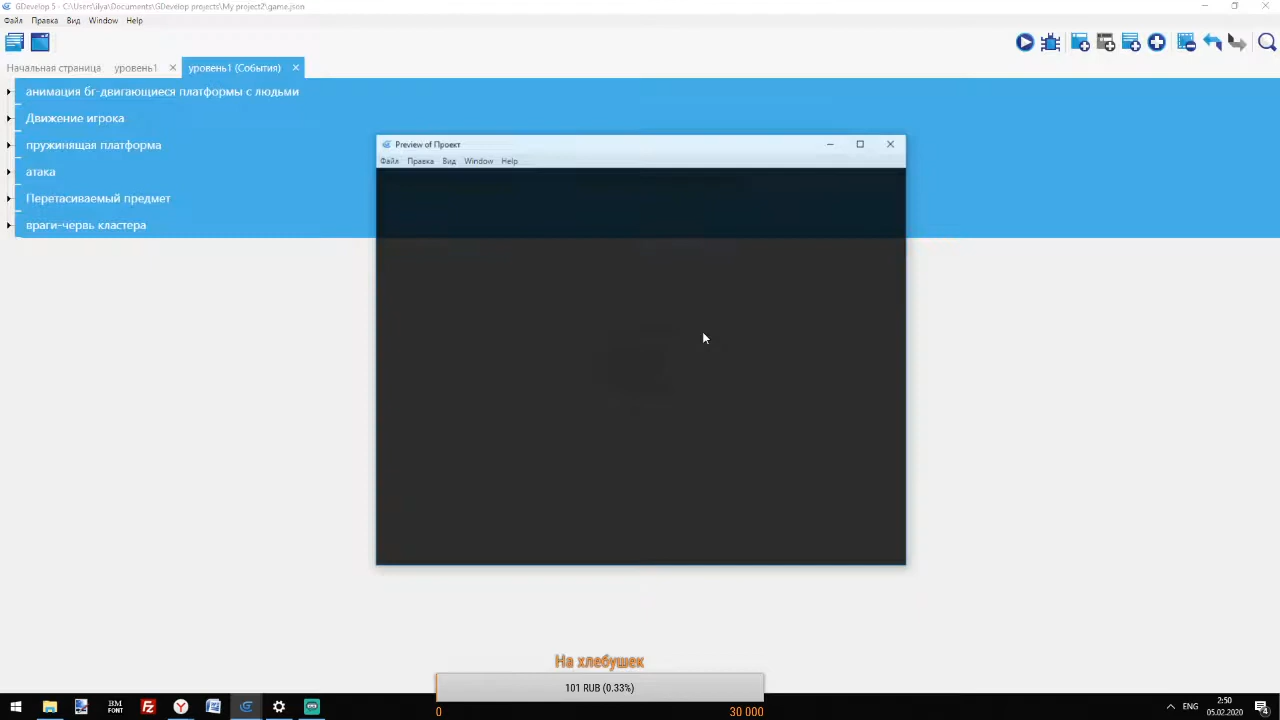 GDevelop 5 - C:\Users\ilya\Documents\GDevelop projects\My project2\game.json
Файл Правка Вид Window Help
Начальная страница уровень1 × уровень1 (События) ×
анимация бг-двигающиеся платформы с людьми
Движение игрока
пружинящая платформа
атака
Перетасиваемый предмет
враги-червь кластера
Preview of Проект
Файл Правка Вид Window Help
На хлебушек
101 RUB (0.33%)
0 30 000
BM
FONT
ENG
2:50
05.02.2020
4